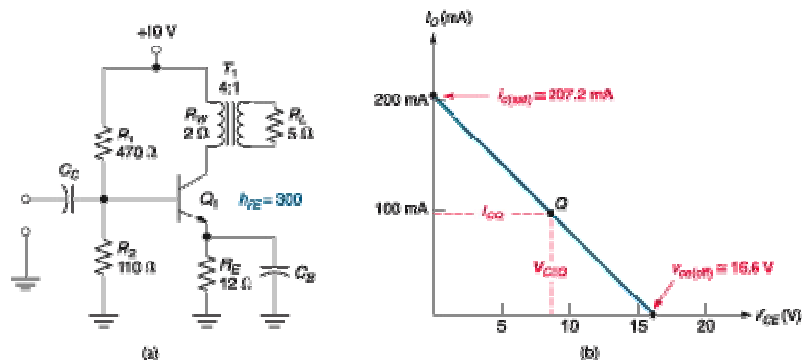 +10 V
T1
4:1
RW
2 Ω
RL
5 Ω
R1
470 Ω
CC
Q1
hFE = 300
R2
110 Ω
RE
12 Ω
CB
(a)
IC (mA)
200 mA
ic(sat) = 207.2 mA
100 mA
ICQ
Q
VCEQ
vce(off) = 16.6 V
5
10
15
20
VCE (V)
(b)